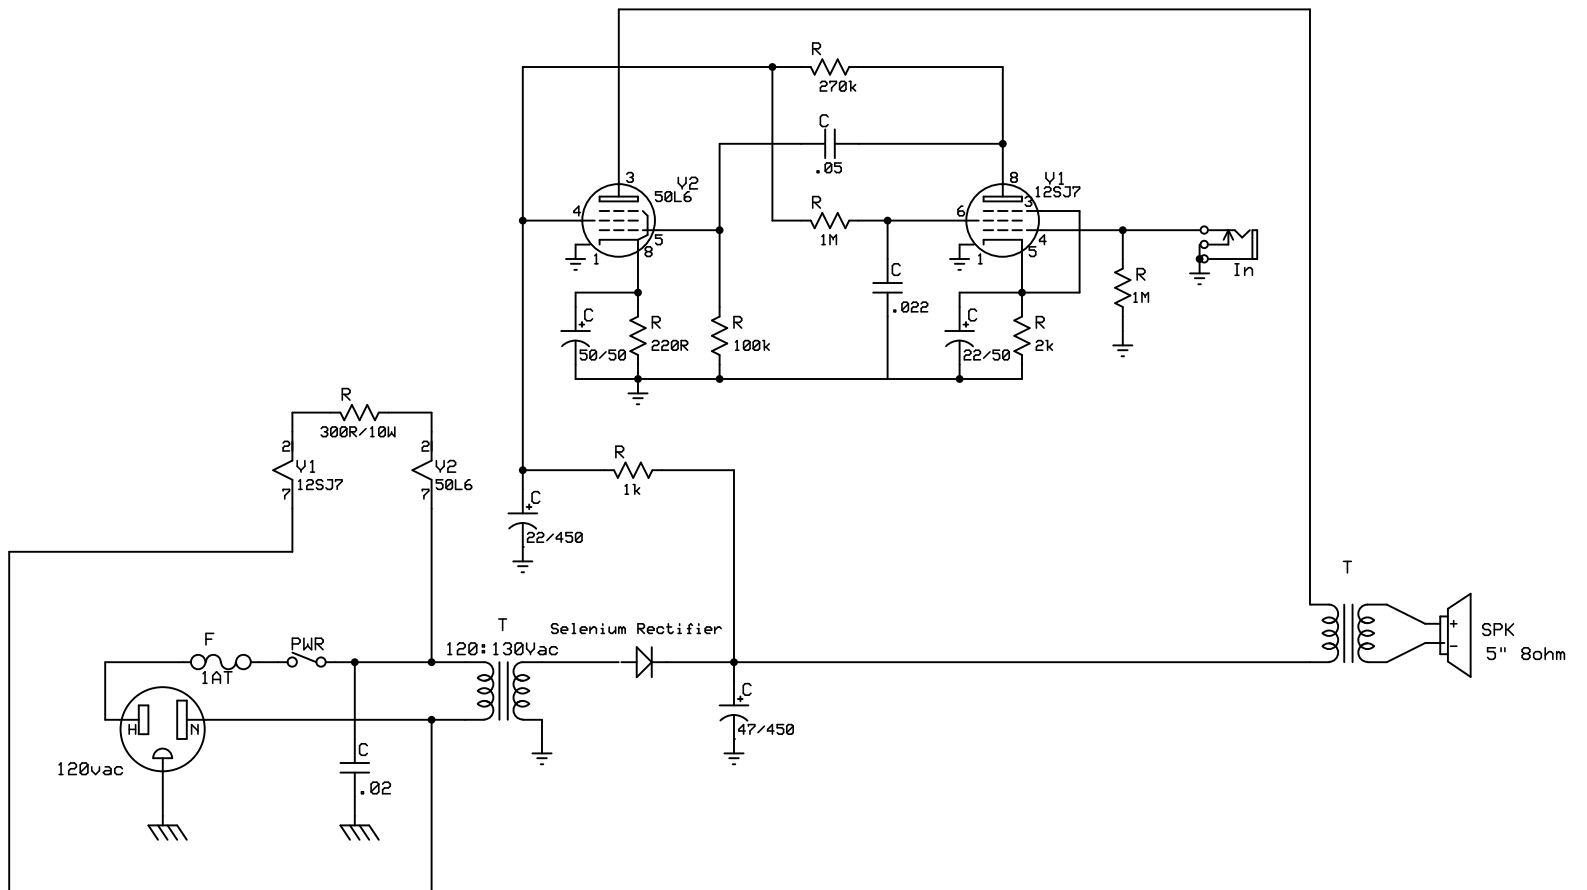 R
270k
C
.05
3
V2
50L6
4
5
1
8
R
1M
8
V1
12SJ7
3
6
4
1
5
In
R
1M
C
.022
C
50/50
R
220R
R
100k
C
22/50
R
2k
R
300R/10W
2
V1
12SJ7
7
2
V2
50L6
7
R
1k
C
22/450
F
1AT
PWR
T
120:130Vac
Selenium Rectifier
T
SPK
5" 8ohm
+
-
H
N
120vac
C
.02
C
47/450
+
+
+
+